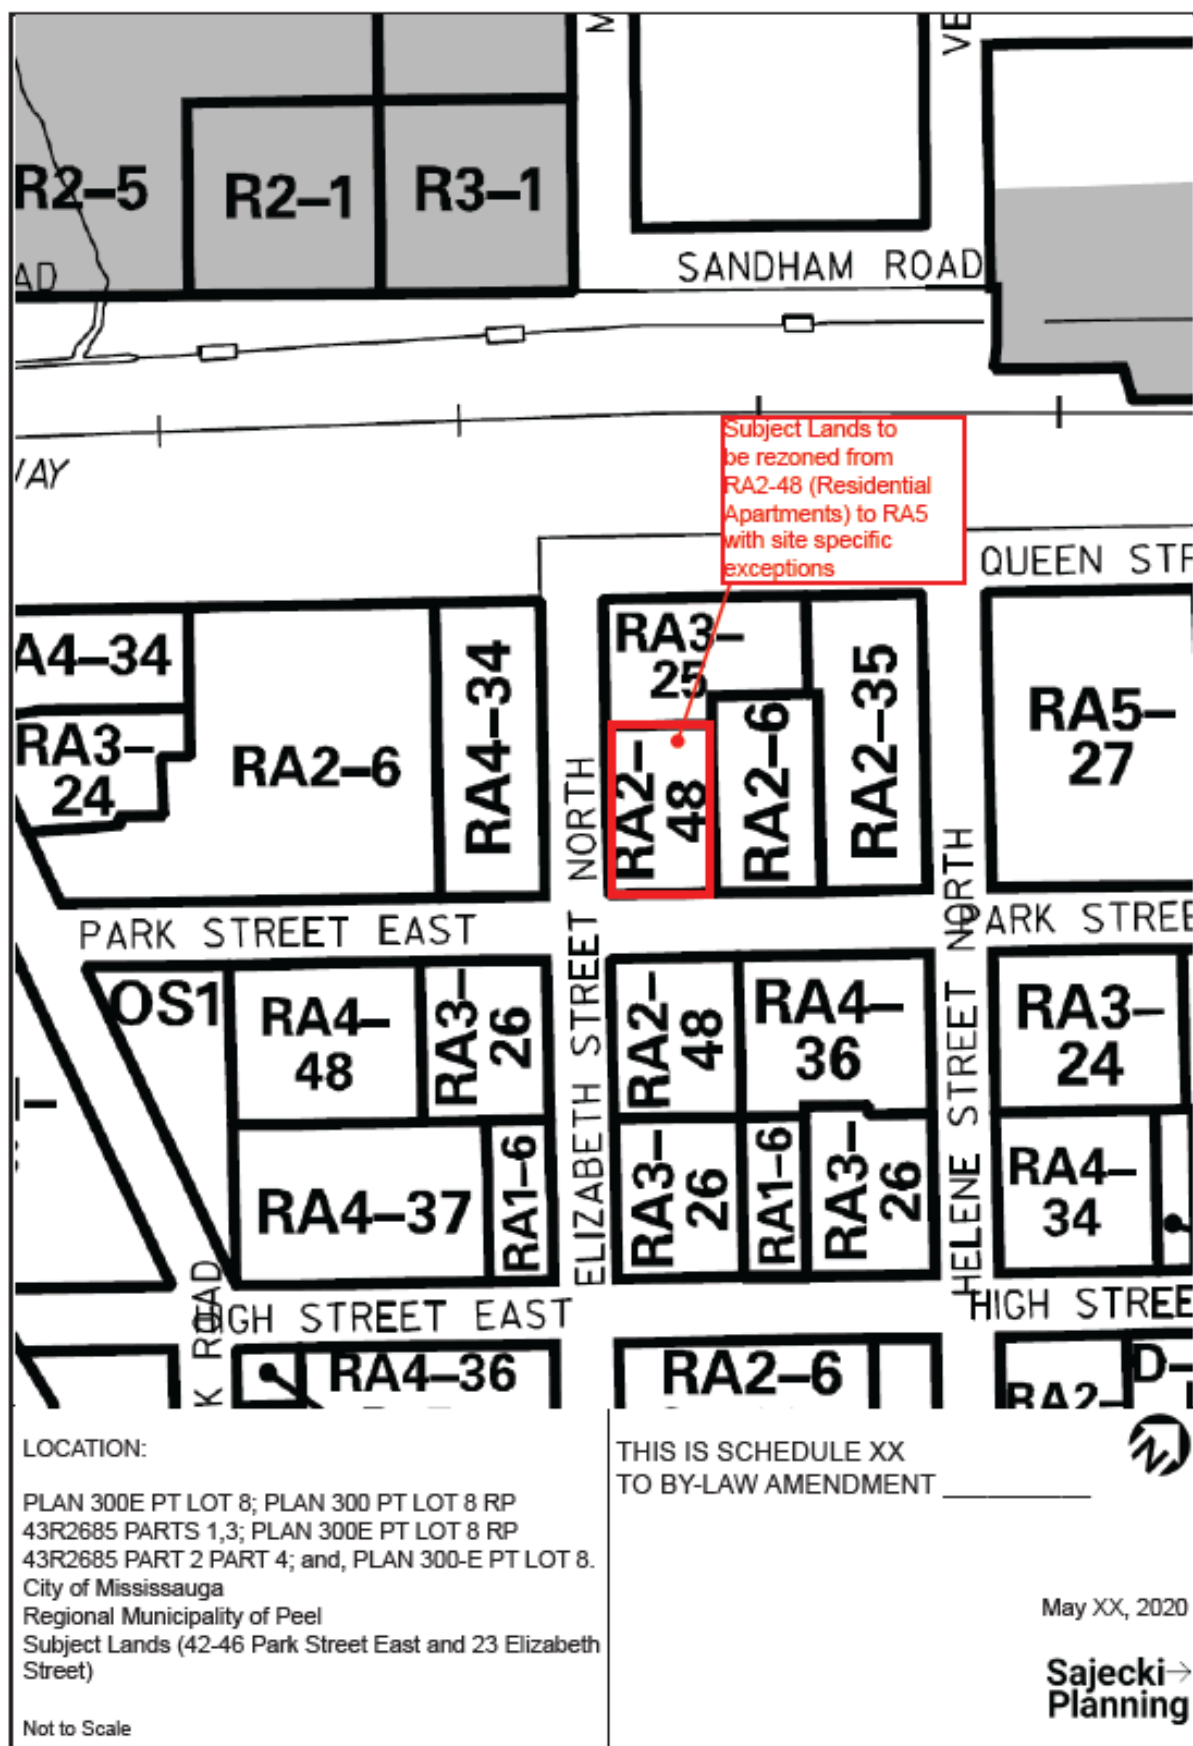 M
VE
R2–5
R2–1
R3–1
SANDHAM ROAD
AD
WAY
Subject Lands to
be rezoned from
RA2-48 (Residential
Apartments) to RA5
with site specific
exceptions
QUEEN STR
A4–34
RA3–
24
RA2–6
RA4–34
RA3–
25
RA2–
48
RA2–6
RA2–35
RA5–
27
PARK STREET EAST
ELIZABETH STREET NORTH
HELENE STREET NORTH
PARK STREE
OS1
RA4–
48
RA3–
26
RA2–
48
RA4–
36
RA3–
24
RA4–37
RA1–6
RA3–
26
RA1–6
RA3–
26
RA4–
34
K ROAD
HIGH STREET EAST
HIGH STREE
RA4–36
RA2–6
RA2–
D–
LOCATION:
PLAN 300E PT LOT 8; PLAN 300 PT LOT 8 RP
43R2685 PARTS 1,3; PLAN 300E PT LOT 8 RP
43R2685 PART 2 PART 4; and, PLAN 300-E PT LOT 8.
City of Mississauga
Regional Municipality of Peel
Subject Lands (42-46 Park Street East and 23 Elizabeth
Street)
Not to Scale
THIS IS SCHEDULE XX
TO BY-LAW AMENDMENT __________
N
May XX, 2020
Sajecki→
Planning